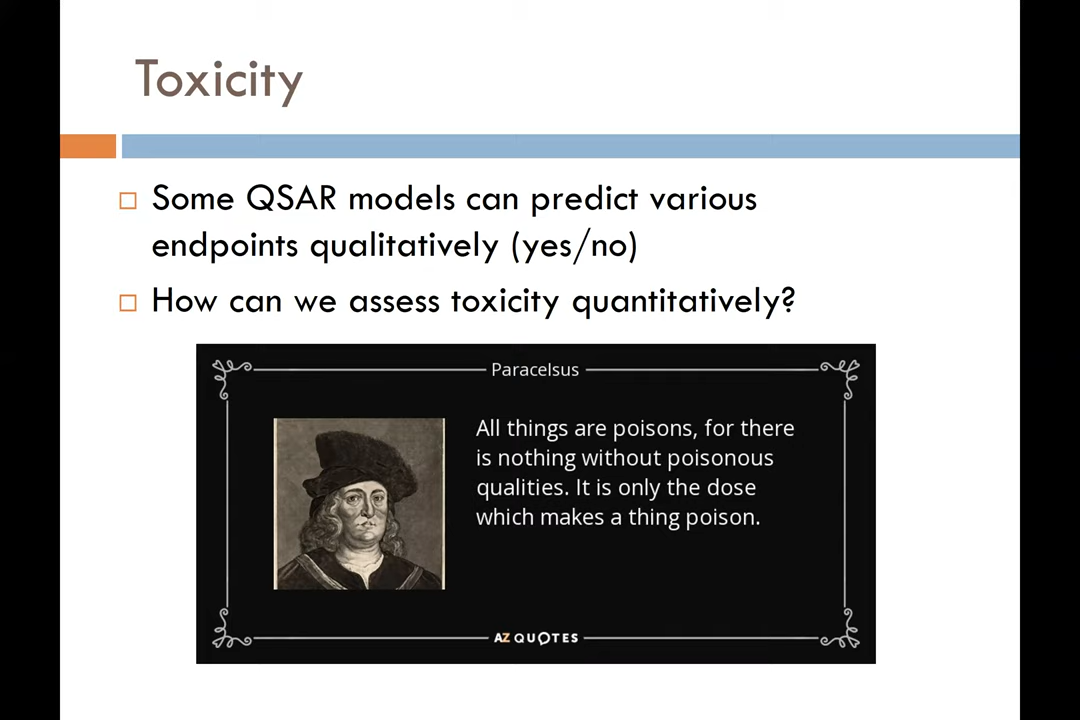 Toxicity
Some QSAR models can predict various
endpoints qualitatively (yes/no)
How can we assess toxicity quantitatively?
Paracelsus
All things are poisons, for there
is nothing without poisonous
qualities. It is only the dose
which makes a thing poison.
AZ QUOTES